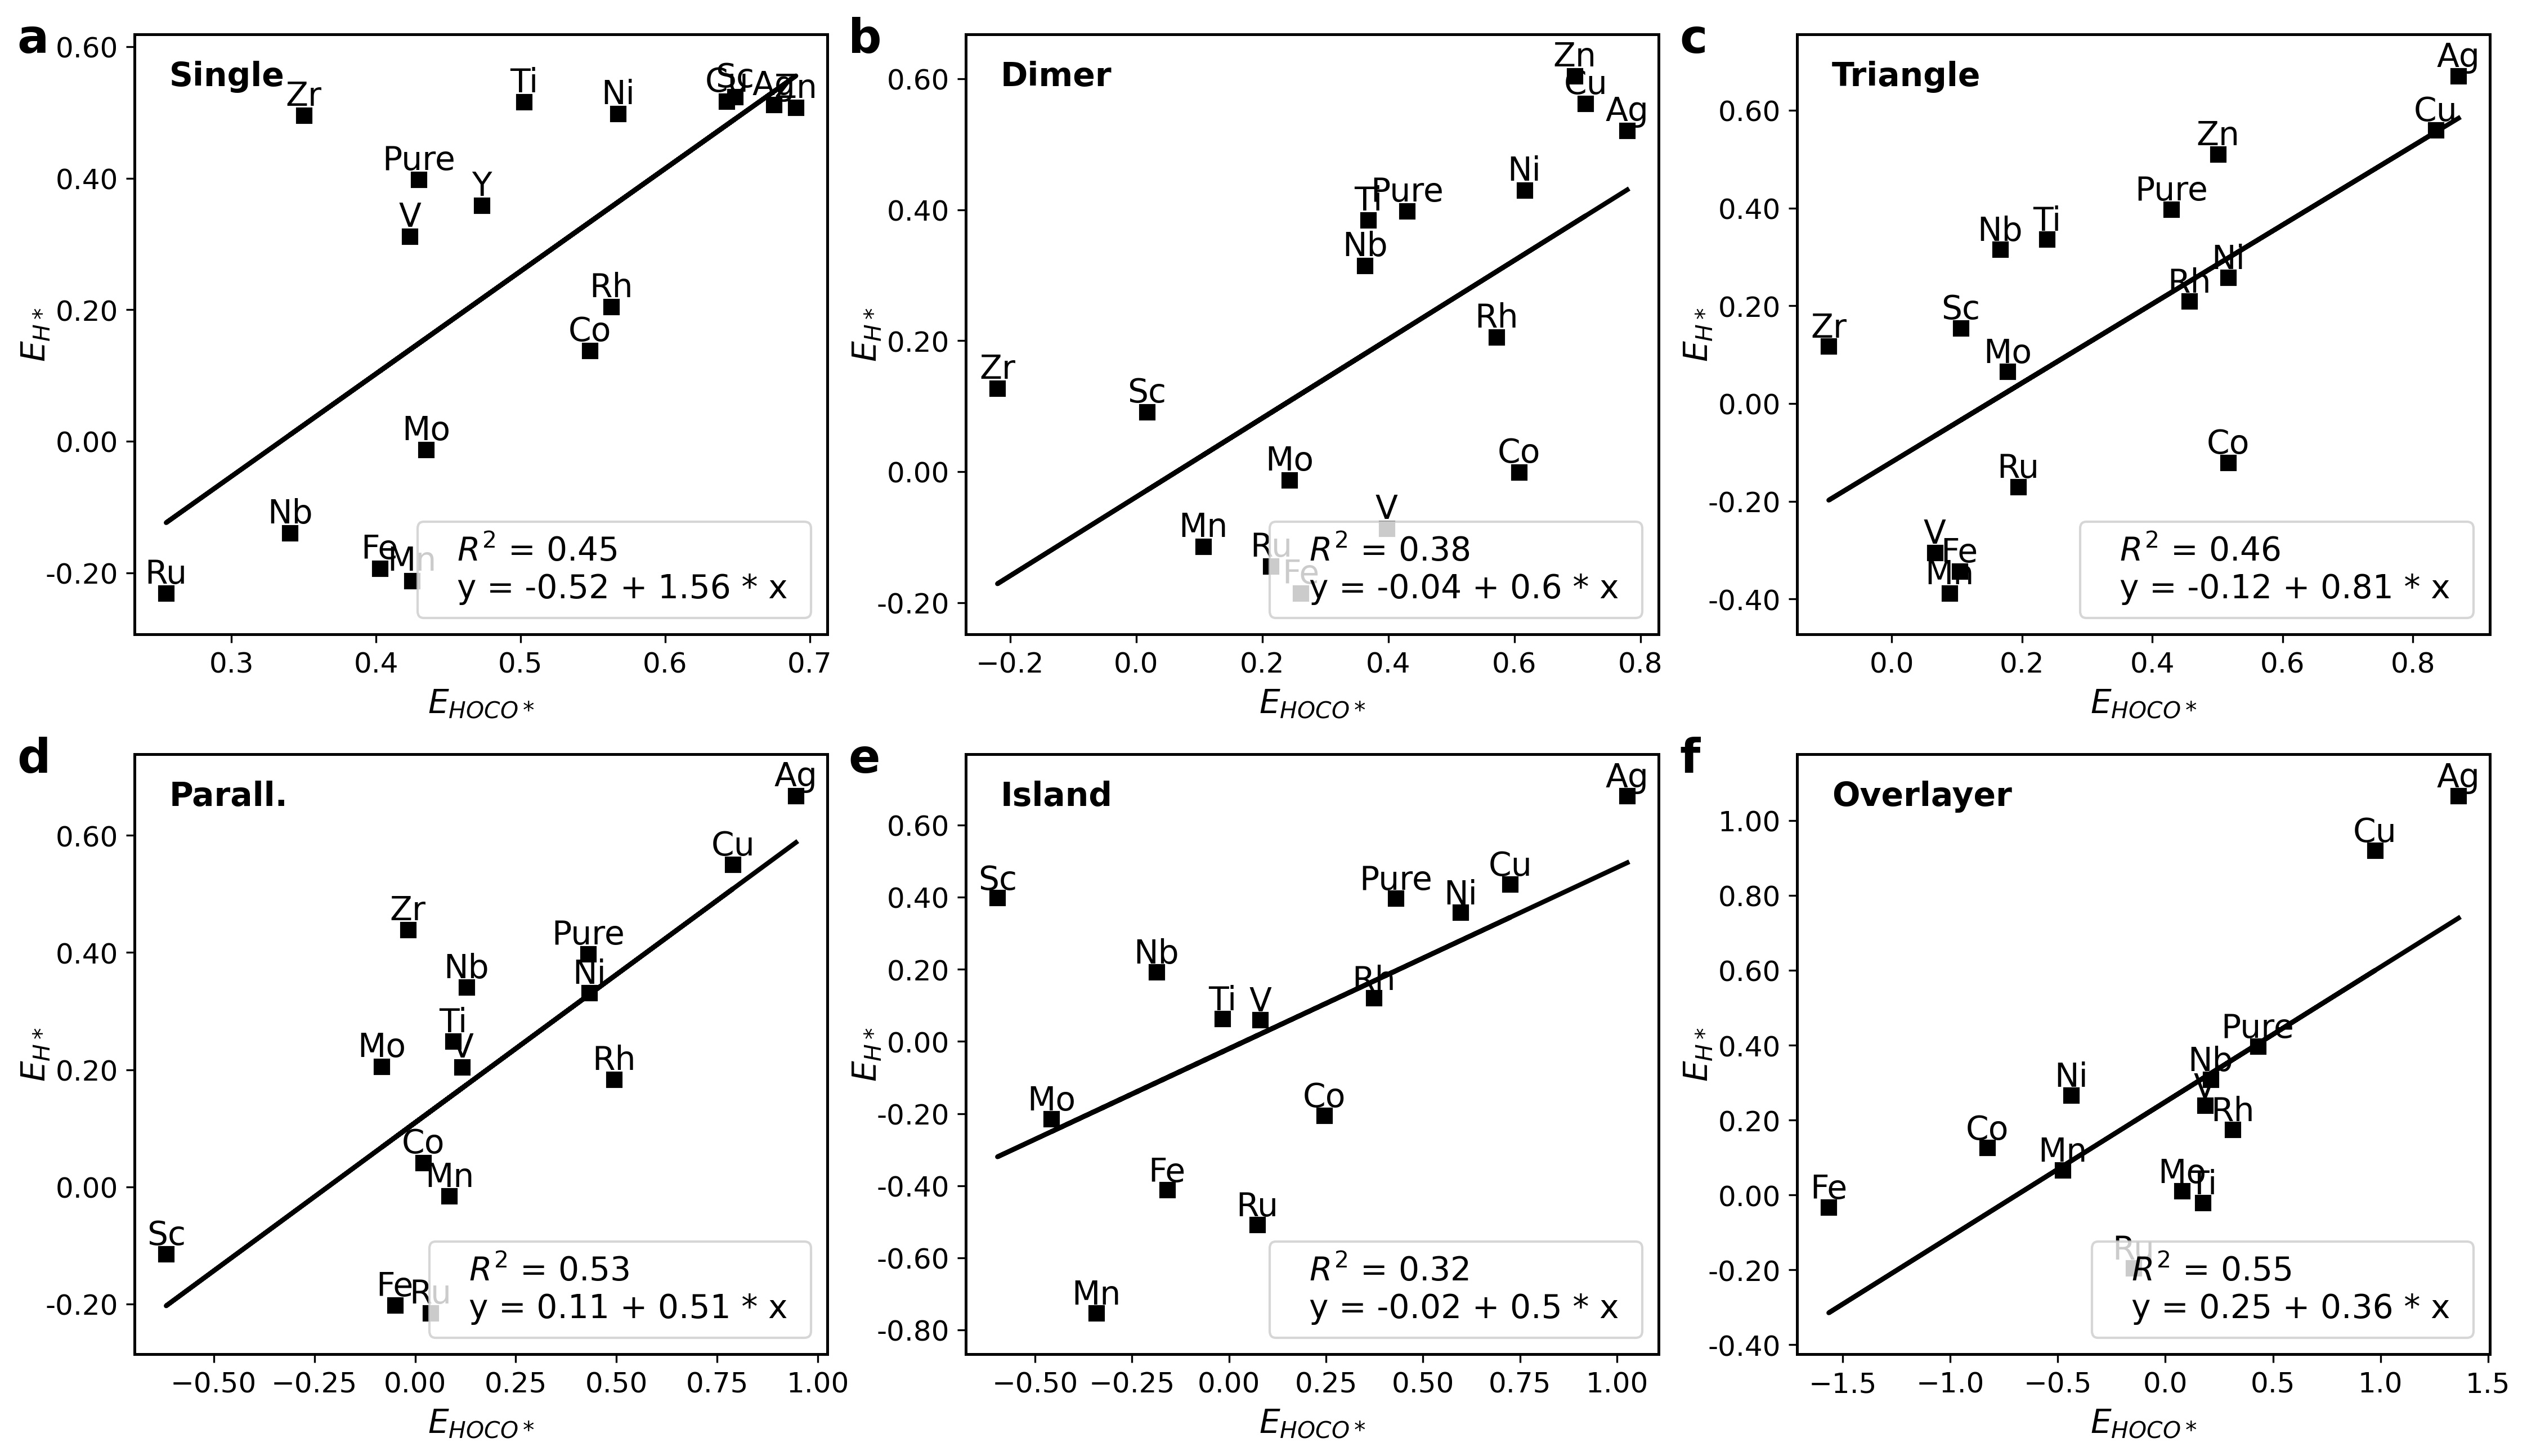 a
Single
0.60
0.40
0.20
0.00
-0.20
E_H*
Zr
Ti
Ni
Cu
Sc
Ag
Zn
Pure
Y
V
Rh
Co
Mo
Nb
Fe
Mn
Ru
R² = 0.45
y = -0.52 + 1.56 * x
0.3 0.4 0.5 0.6 0.7
E_HOCO*
b
Dimer
0.60
0.40
0.20
0.00
-0.20
E_H*
Zn
Cu
Ag
Ni
Ti
Pure
Nb
Rh
Zr
Sc
Mo
Co
V
Mn
Ru
Fe
R² = 0.38
y = -0.04 + 0.6 * x
−0.2 0.0 0.2 0.4 0.6 0.8
E_HOCO*
c
Triangle
0.60
0.40
0.20
0.00
-0.20
-0.40
E_H*
Ag
Cu
Zn
Pure
Nb
Ti
Ni
Rh
Sc
Zr
Mo
Co
Ru
V
Fe
Mn
R² = 0.46
y = -0.12 + 0.81 * x
0.0 0.2 0.4 0.6 0.8
E_HOCO*
d
Parall.
0.60
0.40
0.20
0.00
-0.20
E_H*
Ag
Cu
Zr
Pure
Nb
Ni
Ti
Mo
V
Rh
Co
Mn
Sc
Fe
Ru
R² = 0.53
y = 0.11 + 0.51 * x
−0.50 −0.25 0.00 0.25 0.50 0.75 1.00
E_HOCO*
e
Island
0.60
0.40
0.20
0.00
-0.20
-0.40
-0.60
-0.80
E_H*
Ag
Sc
Pure
Cu
Ni
Nb
Rh
Ti
V
Mo
Co
Fe
Ru
Mn
R² = 0.32
y = -0.02 + 0.5 * x
−0.50 −0.25 0.00 0.25 0.50 0.75 1.00
E_HOCO*
f
Overlayer
1.00
0.80
0.60
0.40
0.20
0.00
-0.20
-0.40
E_H*
Ag
Cu
Pure
Nb
Ni
V
Rh
Co
Mn
Mo
Ti
Fe
Ru
R² = 0.55
y = 0.25 + 0.36 * x
−1.5 −1.0 −0.5 0.0 0.5 1.0 1.5
E_HOCO*